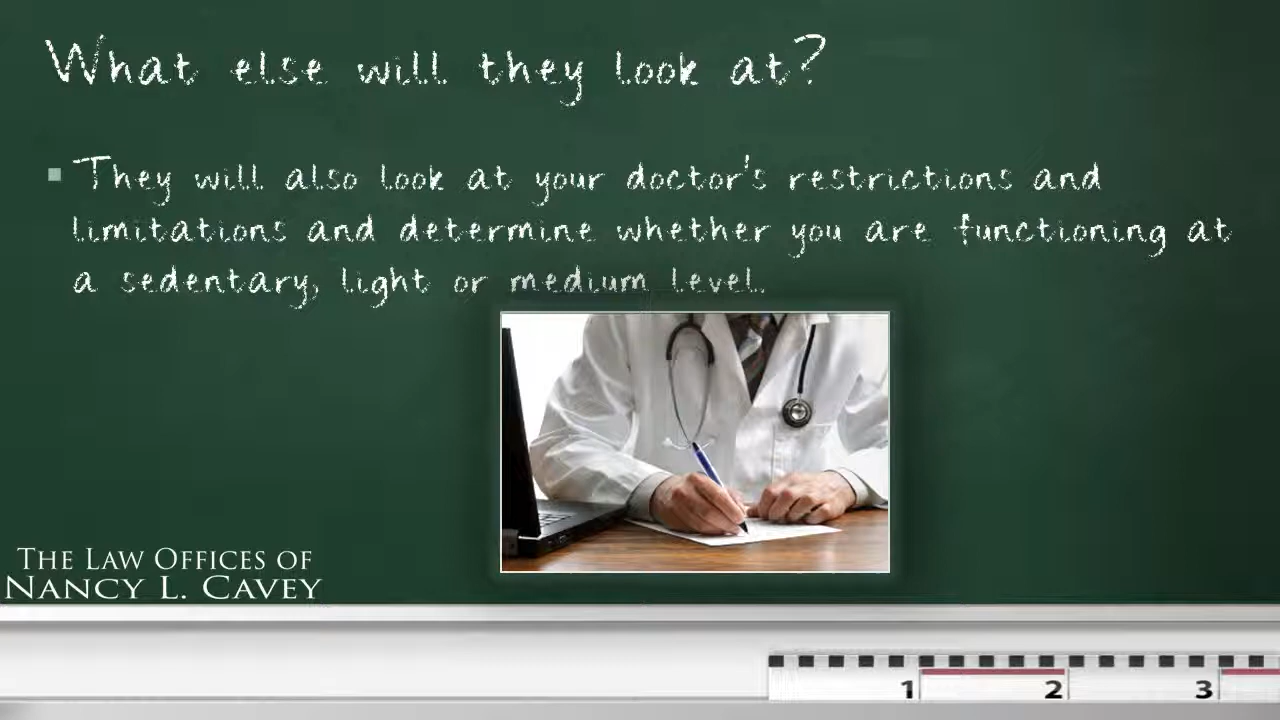 What else will they look at?
They will also look at your doctor's restrictions and
limitations and determine whether you are functioning at
a sedentary, light or medium level.
THE LAW OFFICES OF
NANCY L. CAVEY
1 2 3